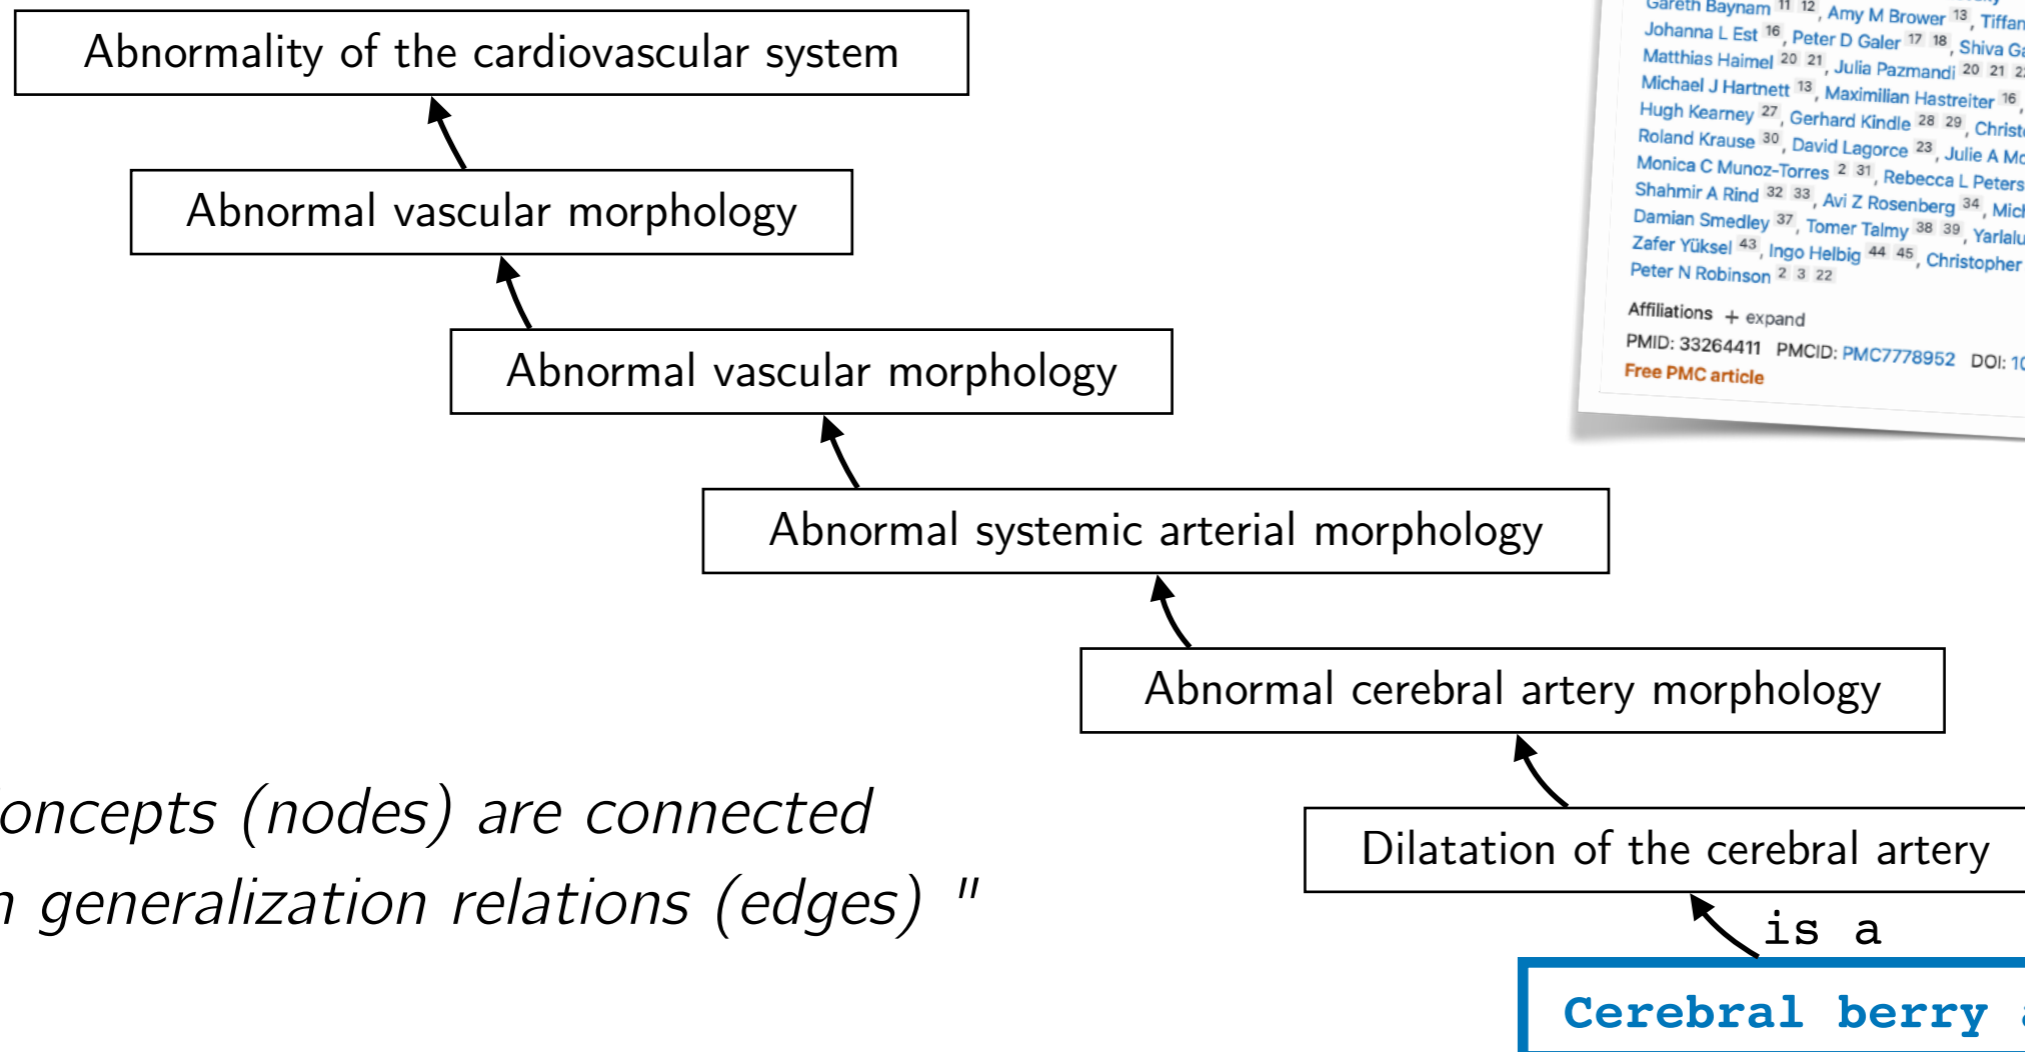 Abnormality of the cardiovascular system
Abnormal vascular morphology
Abnormal vascular morphology
Abnormal systemic arterial morphology
Abnormal cerebral artery morphology
Dilatation of the cerebral artery
is a
Cerebral berry
(nodes) are connected
generalization relations (edges) "
Gareth Baynam 11 12, Amy M Brower 13,
Johanna L Est 16, Peter D Galer 17 18, Shiva
Matthias Haimel 20 21, Julia Pazmandi 20 21
Michael J Hartnett 13, Maximilian Hastreiter 16,
Hugh Kearney 27, Gerhard Kindle 28 29,
Roland Krause 30, David Lagorce 23, Julie A
Monica C Munoz-Torres 2 31, Rebecca L
Shahmir A Rind 32 33, Avi Z Rosenberg 34,
Damian Smedley 37, Tomer Talmy 38 39,
Zafer Yüksel 43, Ingo Helbig 44 45, Christopher
Peter N Robinson 2 3 22
Affiliations + expand
PMID: 33264411 PMCID: PMC7778952 DOI:
Free PMC article